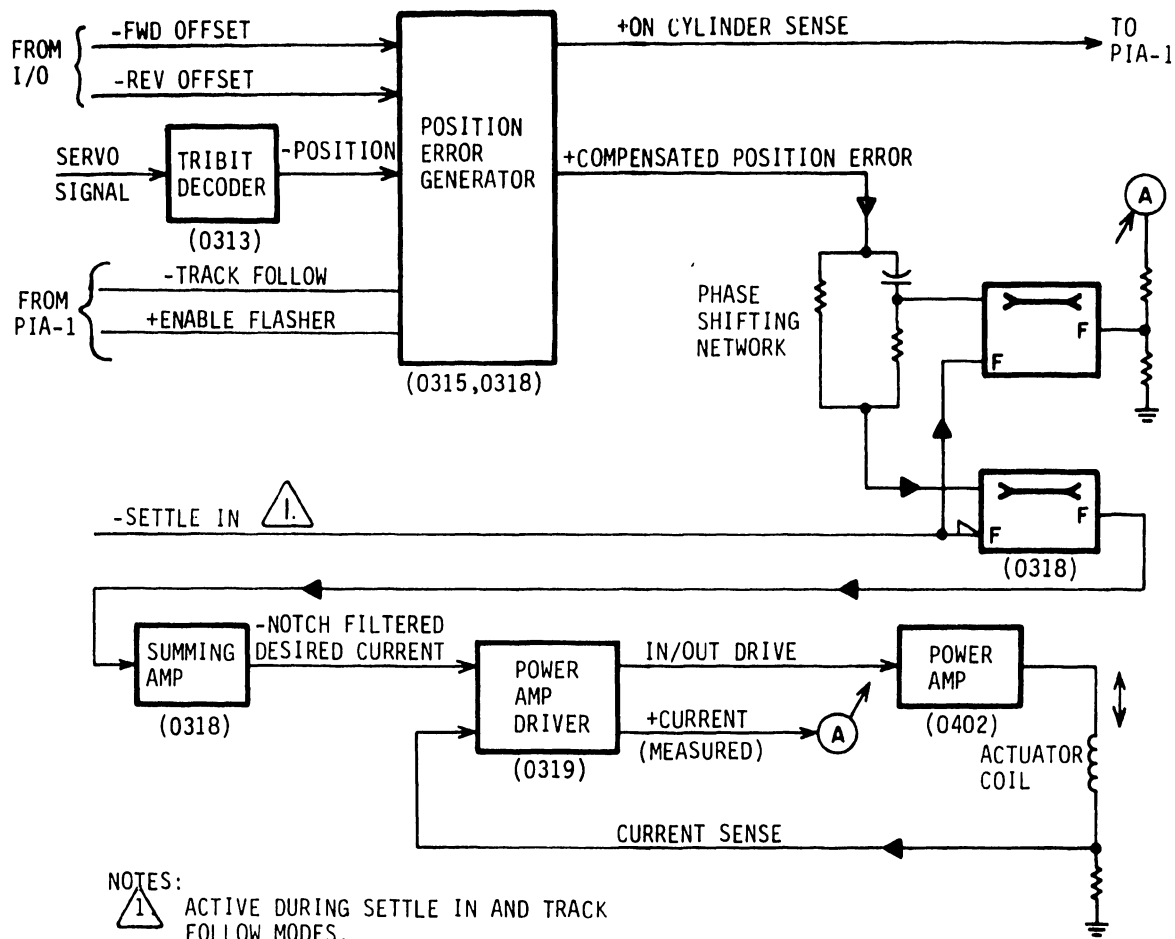 FROM
I/O
-FWD OFFSET
-REV OFFSET
SERVO
SIGNAL
TRIBIT
DECODER
(0313)
-POSITION
FROM
PIA-1
-TRACK FOLLOW
+ENABLE FLASHER
POSITION
ERROR
GENERATOR
(0315,0318)
+ON CYLINDER SENSE
TO
PIA-1
+COMPENSATED POSITION ERROR
A
PHASE
SHIFTING
NETWORK
F
F
-SETTLE IN
1.
F
F
(0318)
SUMMING
AMP
(0318)
-NOTCH FILTERED
DESIRED CURRENT
POWER
AMP
DRIVER
(0319)
IN/OUT DRIVE
+CURRENT
(MEASURED)
A
POWER
AMP
(0402)
ACTUATOR
COIL
CURRENT SENSE
NOTES:
1 ACTIVE DURING SETTLE IN AND TRACK
FOLLOW MODES.